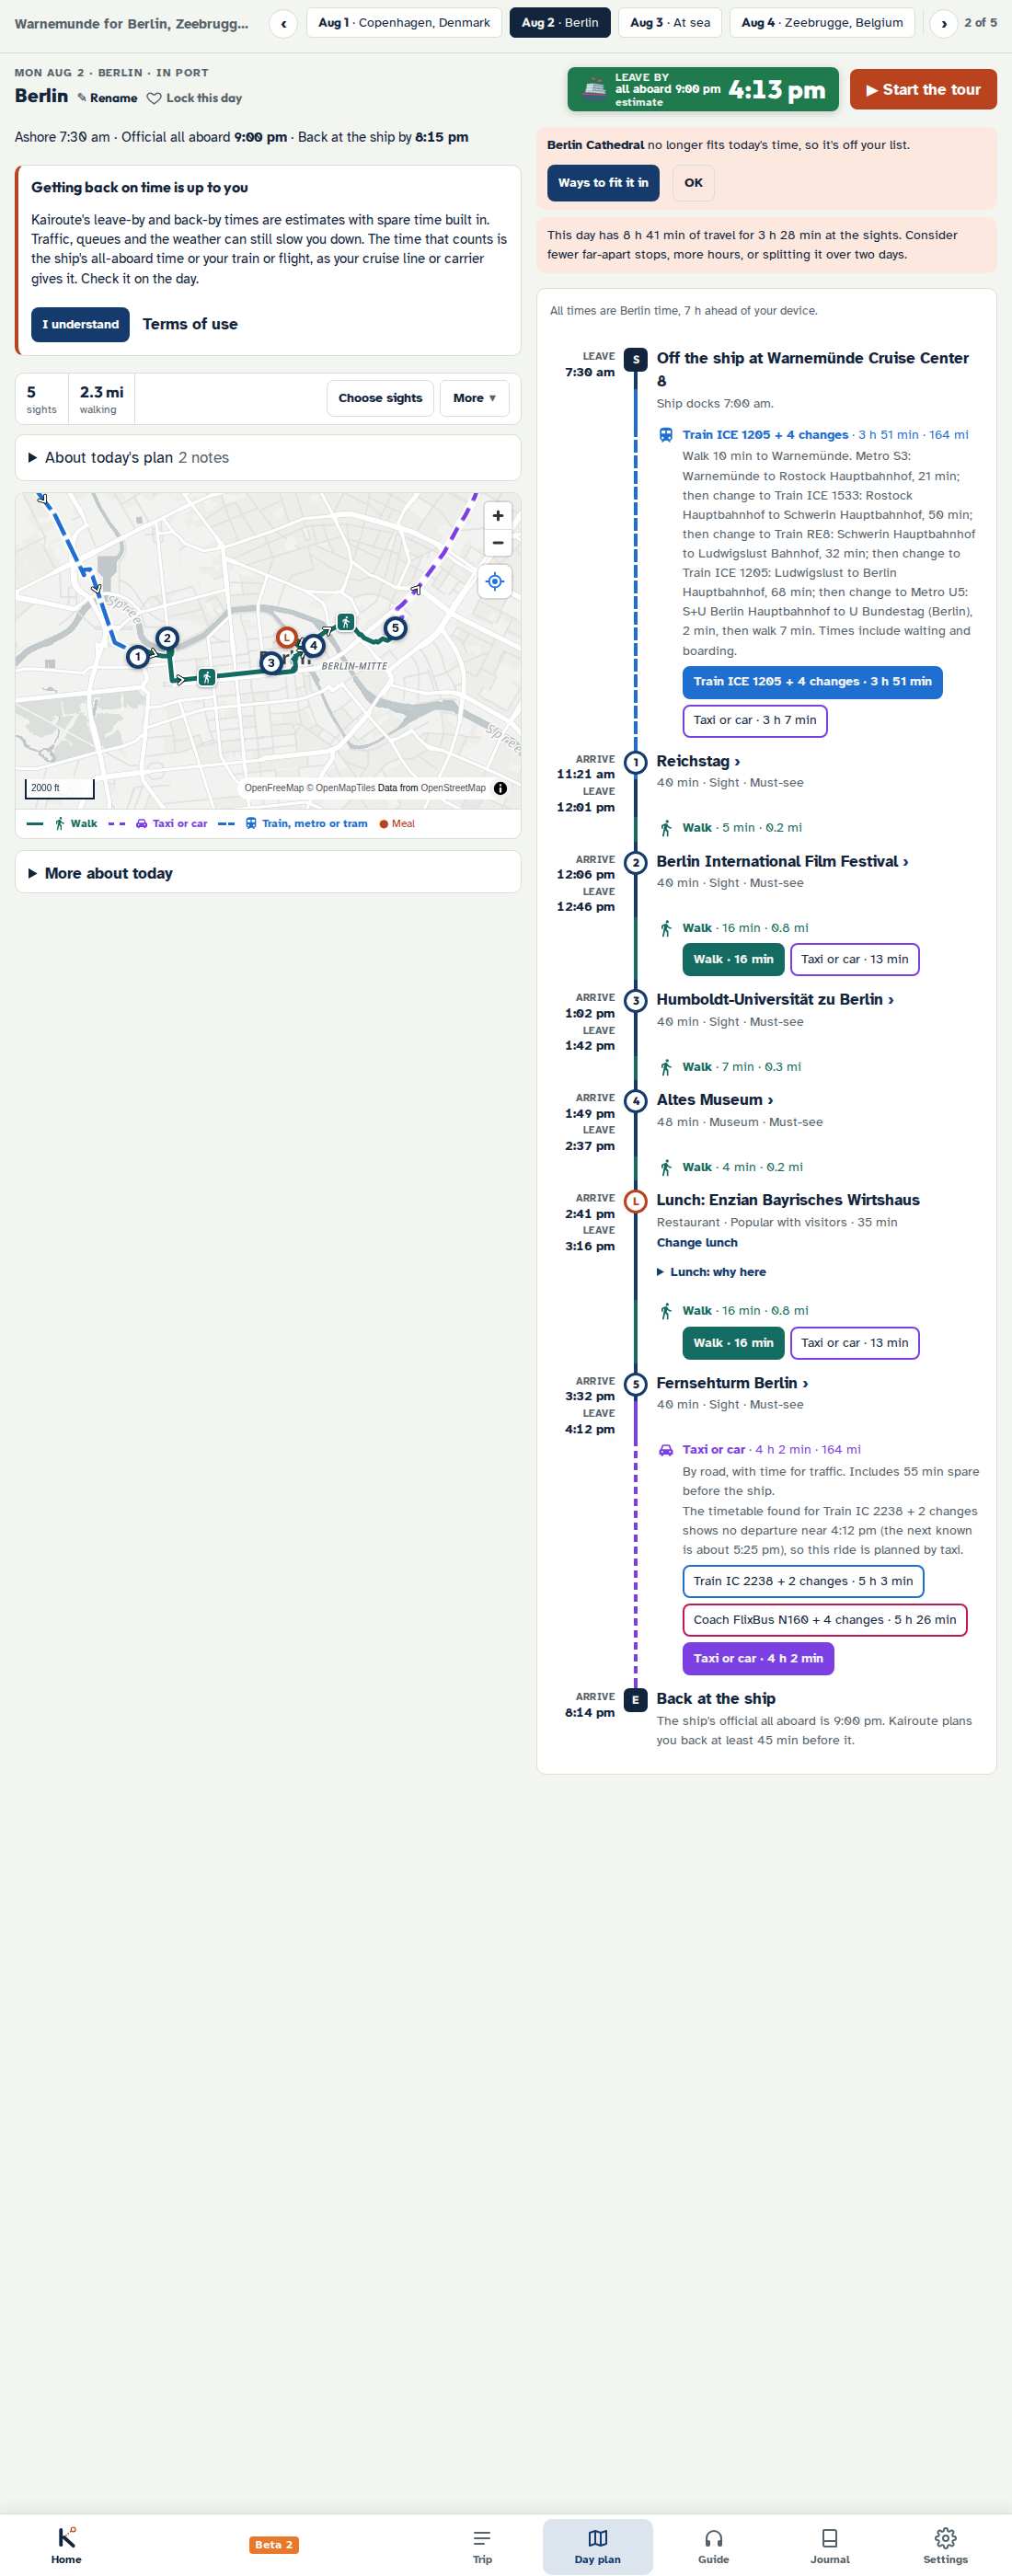 Warnemunde for Berlin, Zeebrugg...
‹
Aug 1 · Copenhagen, Denmark
Aug 2 · Berlin
Aug 3 · At sea
Aug 4 · Zeebrugge, Belgium
›
2 of 5
MON AUG 2 · BERLIN · IN PORT
Berlin ✎ Rename Lock this day
LEAVE BY
all aboard 9:00 pm
estimate
4:13 pm
▶ Start the tour
Ashore 7:30 am · Official all aboard 9:00 pm · Back at the ship by 8:15 pm
Getting back on time is up to you
Kairoute's leave-by and back-by times are estimates with spare time built in.
Traffic, queues and the weather can still slow you down. The time that counts is
the ship's all-aboard time or your train or flight, as your cruise line or carrier
gives it. Check it on the day.
I understand
Terms of use
5
sights
2.3 mi
walking
Choose sights
More ▼
▶ About today's plan 2 notes
Spree
2
1
L
4
3
5
BERLIN-MITTE
Spree
+
−
2000 ft
OpenFreeMap © OpenMapTiles Data from OpenStreetMap
Walk
Taxi or car
Train, metro or tram
Meal
▶ More about today
Berlin Cathedral no longer fits today's time, so it's off your list.
Ways to fit it in
OK
This day has 8 h 41 min of travel for 3 h 28 min at the sights. Consider
fewer far-apart stops, more hours, or splitting it over two days.
All times are Berlin time, 7 h ahead of your device.
LEAVE
7:30 am
S
Off the ship at Warnemünde Cruise Center
8
Ship docks 7:00 am.
Train ICE 1205 + 4 changes · 3 h 51 min · 164 mi
Walk 10 min to Warnemünde. Metro S3:
Warnemünde to Rostock Hauptbahnhof, 21 min;
then change to Train ICE 1533: Rostock
Hauptbahnhof to Schwerin Hauptbahnhof, 50 min;
then change to Train RE8: Schwerin Hauptbahnhof
to Ludwigslust Bahnhof, 32 min; then change to
Train ICE 1205: Ludwigslust to Berlin
Hauptbahnhof, 68 min; then change to Metro U5:
S+U Berlin Hauptbahnhof to U Bundestag (Berlin),
2 min, then walk 7 min. Times include waiting and
boarding.
Train ICE 1205 + 4 changes · 3 h 51 min
Taxi or car · 3 h 7 min
ARRIVE
11:21 am
LEAVE
12:01 pm
1
Reichstag ›
40 min · Sight · Must-see
Walk · 5 min · 0.2 mi
ARRIVE
12:06 pm
LEAVE
12:46 pm
2
Berlin International Film Festival ›
40 min · Sight · Must-see
Walk · 16 min · 0.8 mi
Walk · 16 min
Taxi or car · 13 min
ARRIVE
1:02 pm
LEAVE
1:42 pm
3
Humboldt-Universität zu Berlin ›
40 min · Sight · Must-see
Walk · 7 min · 0.3 mi
ARRIVE
1:49 pm
LEAVE
2:37 pm
4
Altes Museum ›
48 min · Museum · Must-see
Walk · 4 min · 0.2 mi
ARRIVE
2:41 pm
LEAVE
3:16 pm
L
Lunch: Enzian Bayrisches Wirtshaus
Restaurant · Popular with visitors · 35 min
Change lunch
▶ Lunch: why here
Walk · 16 min · 0.8 mi
Walk · 16 min
Taxi or car · 13 min
ARRIVE
3:32 pm
LEAVE
4:12 pm
5
Fernsehturm Berlin ›
40 min · Sight · Must-see
Taxi or car · 4 h 2 min · 164 mi
By road, with time for traffic. Includes 55 min spare
before the ship.
The timetable found for Train IC 2238 + 2 changes
shows no departure near 4:12 pm (the next known
is about 5:25 pm), so this ride is planned by taxi.
Train IC 2238 + 2 changes · 5 h 3 min
Coach FlixBus N160 + 4 changes · 5 h 26 min
Taxi or car · 4 h 2 min
ARRIVE
8:14 pm
E
Back at the ship
The ship's official all aboard is 9:00 pm. Kairoute plans
you back at least 45 min before it.
Home
Beta 2
Trip
Day plan
Guide
Journal
Settings